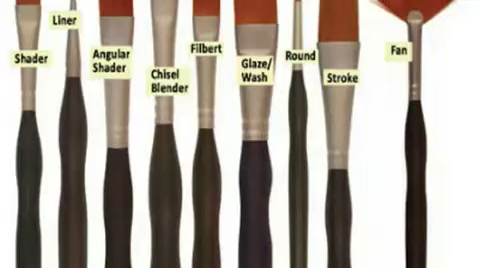 Shader
Liner
Angular
Shader
Chisel
Blender
Filbert
Glaze/
Wash
Round
Stroke
Fan